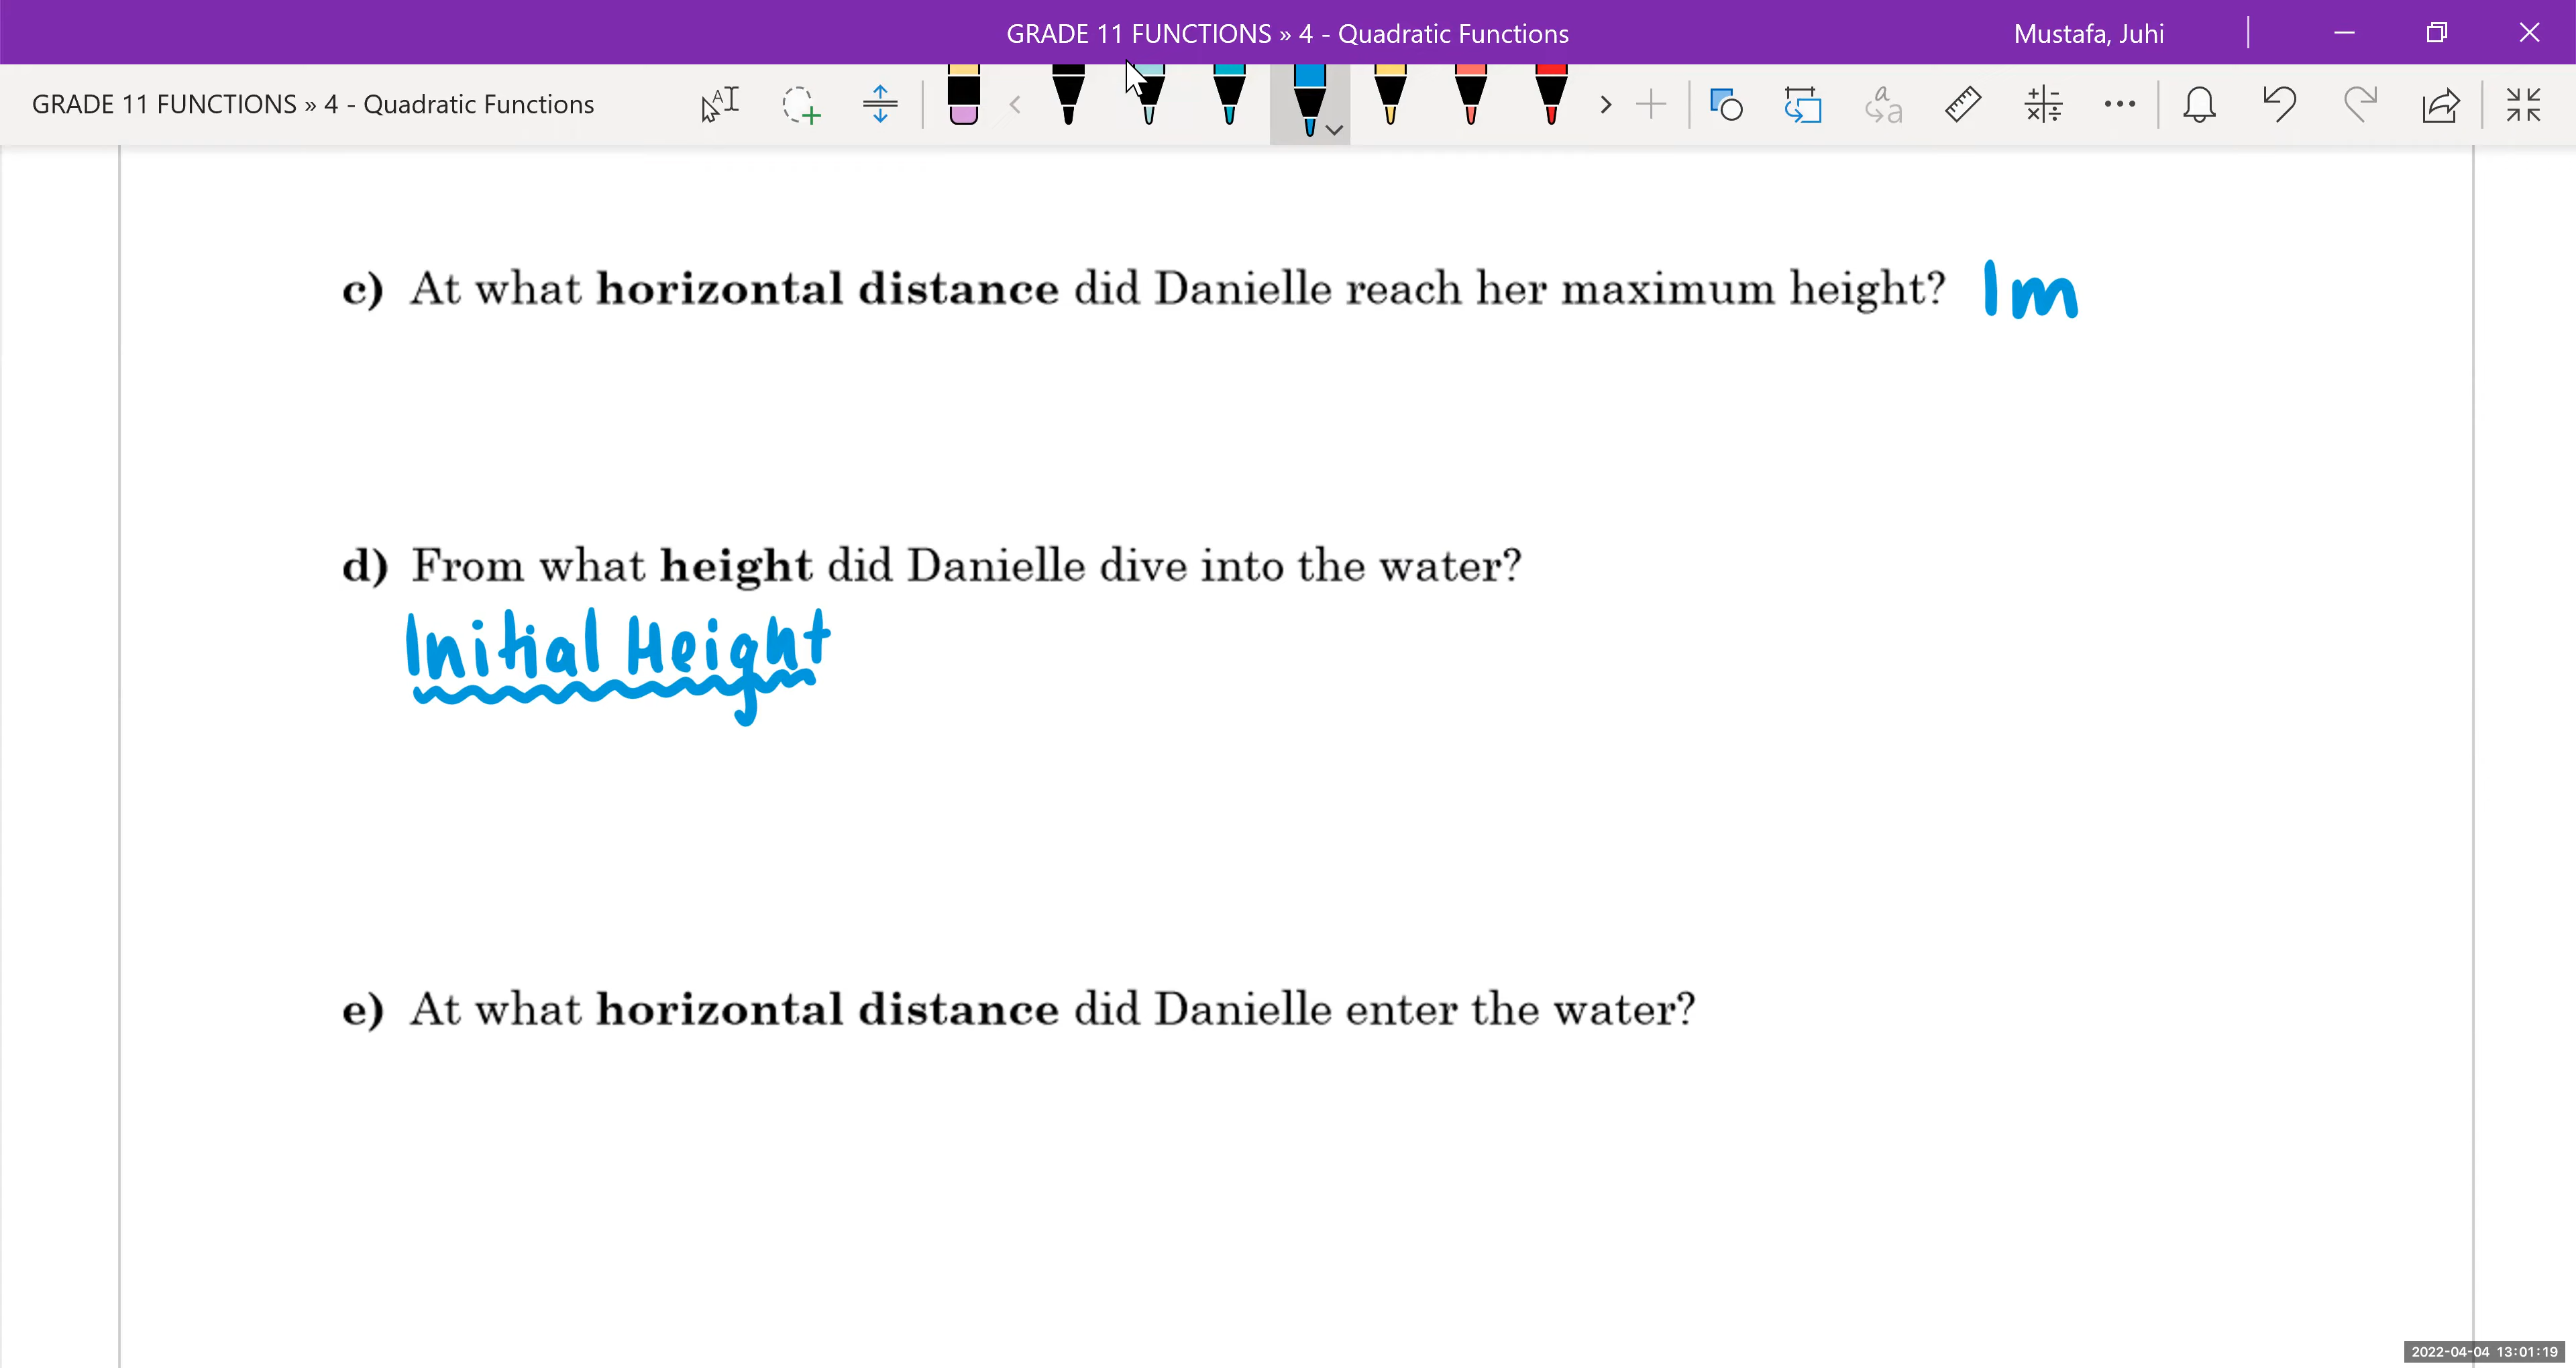 GRADE 11 FUNCTIONS » 4 - Quadratic Functions
Mustafa, Juhi
GRADE 11 FUNCTIONS » 4 - Quadratic Functions
c) At what horizontal distance did Danielle reach her maximum height? 1m
d) From what height did Danielle dive into the water?
Initial Height
e) At what horizontal distance did Danielle enter the water?
2022-04-04 13:01:19